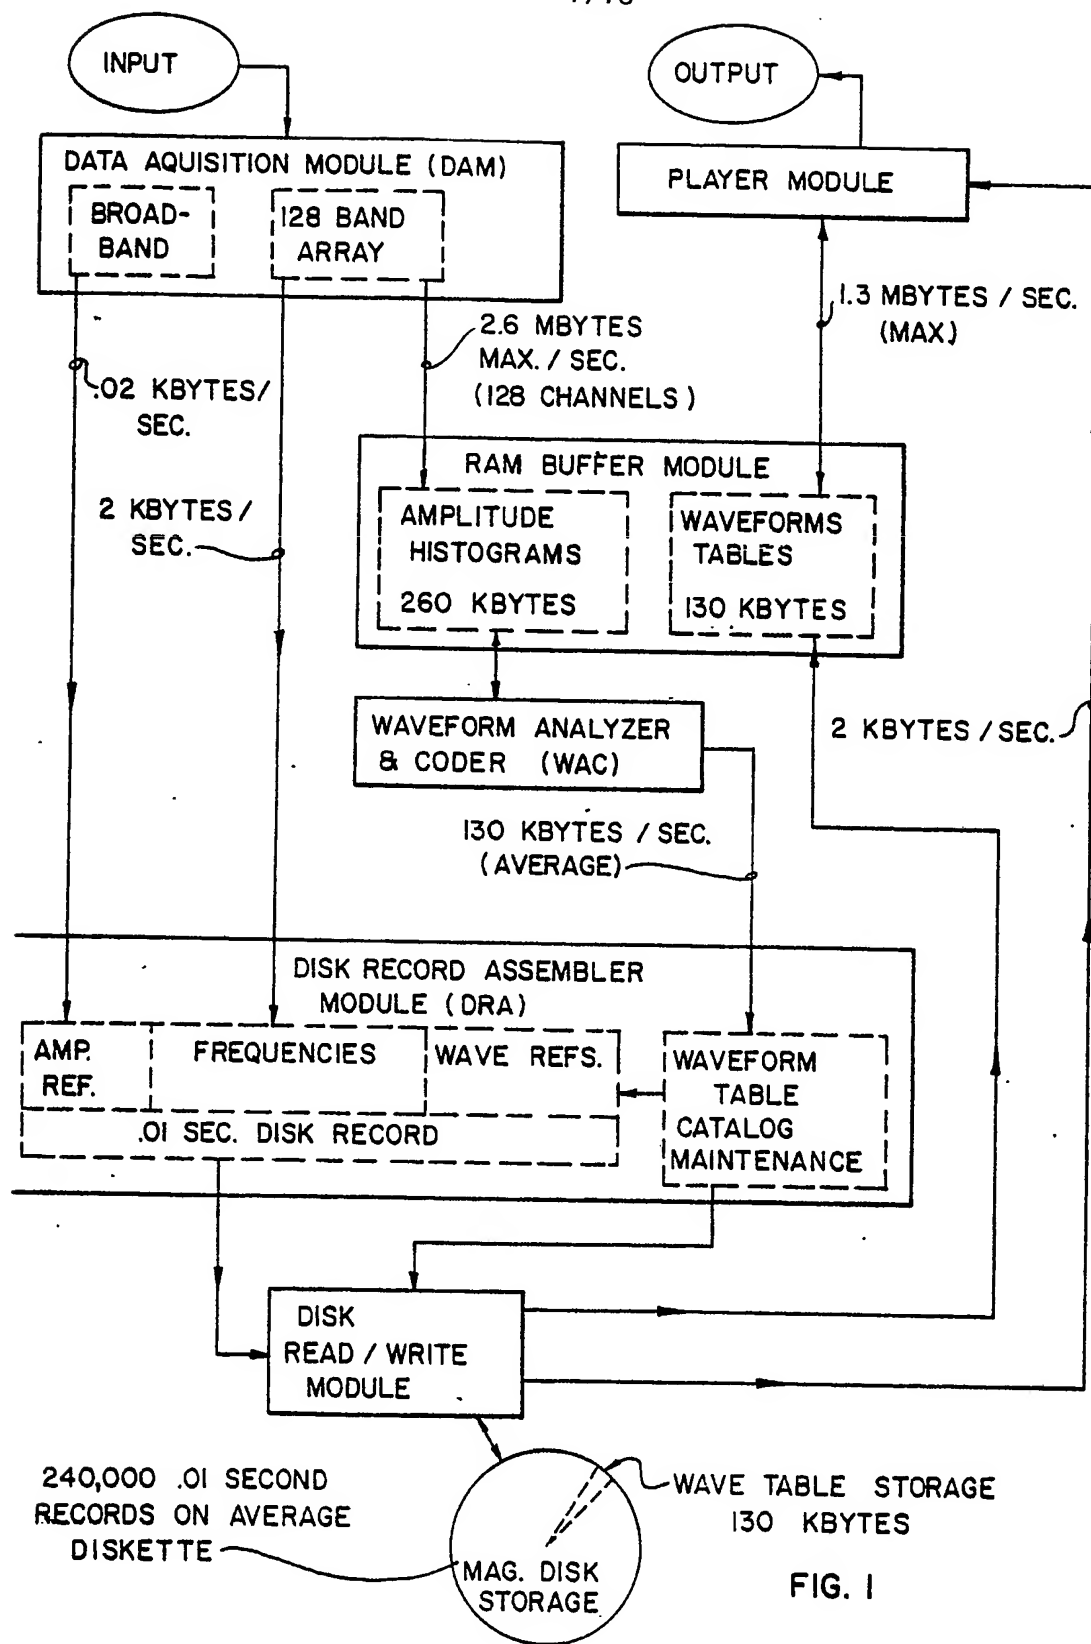 INPUT
OUTPUT
DATA AQUISITION MODULE (DAM)
BROAD-
BAND
128 BAND
ARRAY
PLAYER MODULE
.02 KBYTES/
SEC.
2.6 MBYTES
MAX. / SEC.
(128 CHANNELS)
1.3 MBYTES / SEC.
(MAX.)
2 KBYTES /
SEC.
RAM BUFFER MODULE
AMPLITUDE
HISTOGRAMS
260 KBYTES
WAVEFORMS
TABLES
130 KBYTES
WAVEFORM ANALYZER
& CODER (WAC)
2 KBYTES / SEC.
130 KBYTES / SEC.
(AVERAGE)
DISK RECORD ASSEMBLER
MODULE (DRA)
AMP.
REF.
FREQUENCIES
WAVE REFS.
.01 SEC. DISK RECORD
WAVEFORM
TABLE
CATALOG
MAINTENANCE
DISK
READ / WRITE
MODULE
240,000 .01 SECOND
RECORDS ON AVERAGE
DISKETTE
WAVE TABLE STORAGE
130 KBYTES
MAG. DISK
STORAGE
FIG. 1